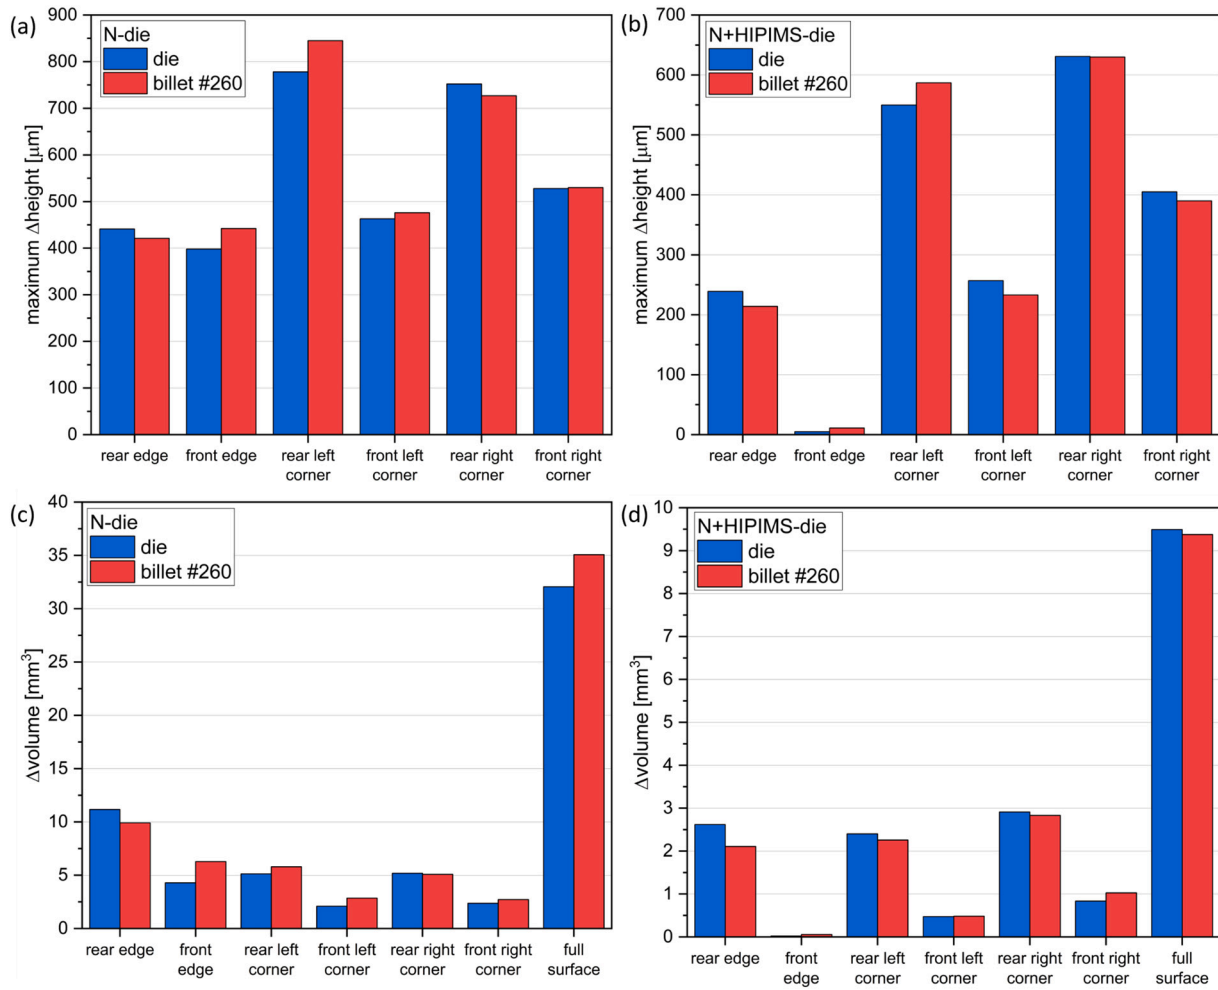 (a)
N-die
die
billet #260
maximum Δheight [μm]
900
800
700
600
500
400
300
200
100
0
rear edge
front edge
rear left
corner
front left
corner
rear right
corner
front right
corner
(b)
N+HIPIMS-die
die
billet #260
maximum Δheight [μm]
700
600
500
400
300
200
100
0
rear edge
front edge
rear left
corner
front left
corner
rear right
corner
front right
corner
(c)
N-die
die
billet #260
Δvolume [mm³]
40
35
30
25
20
15
10
5
0
rear edge
front
edge
rear left
corner
front left
corner
rear right
corner
front right
corner
full
surface
(d)
N+HIPIMS-die
die
billet #260
Δvolume [mm³]
10
9
8
7
6
5
4
3
2
1
0
rear edge
front
edge
rear left
corner
front left
corner
rear right
corner
front right
corner
full
surface